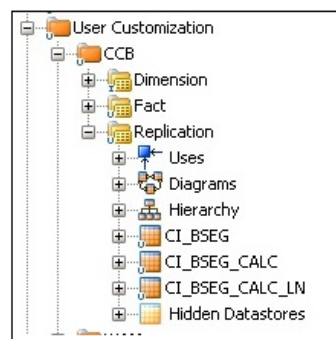 User Customization
CCB
Dimension
Fact
Replication
Uses
Diagrams
Hierarchy
CI_BSEG
CI_BSEG_CALC
CI_BSEG_CALC_LN
Hidden Datastores